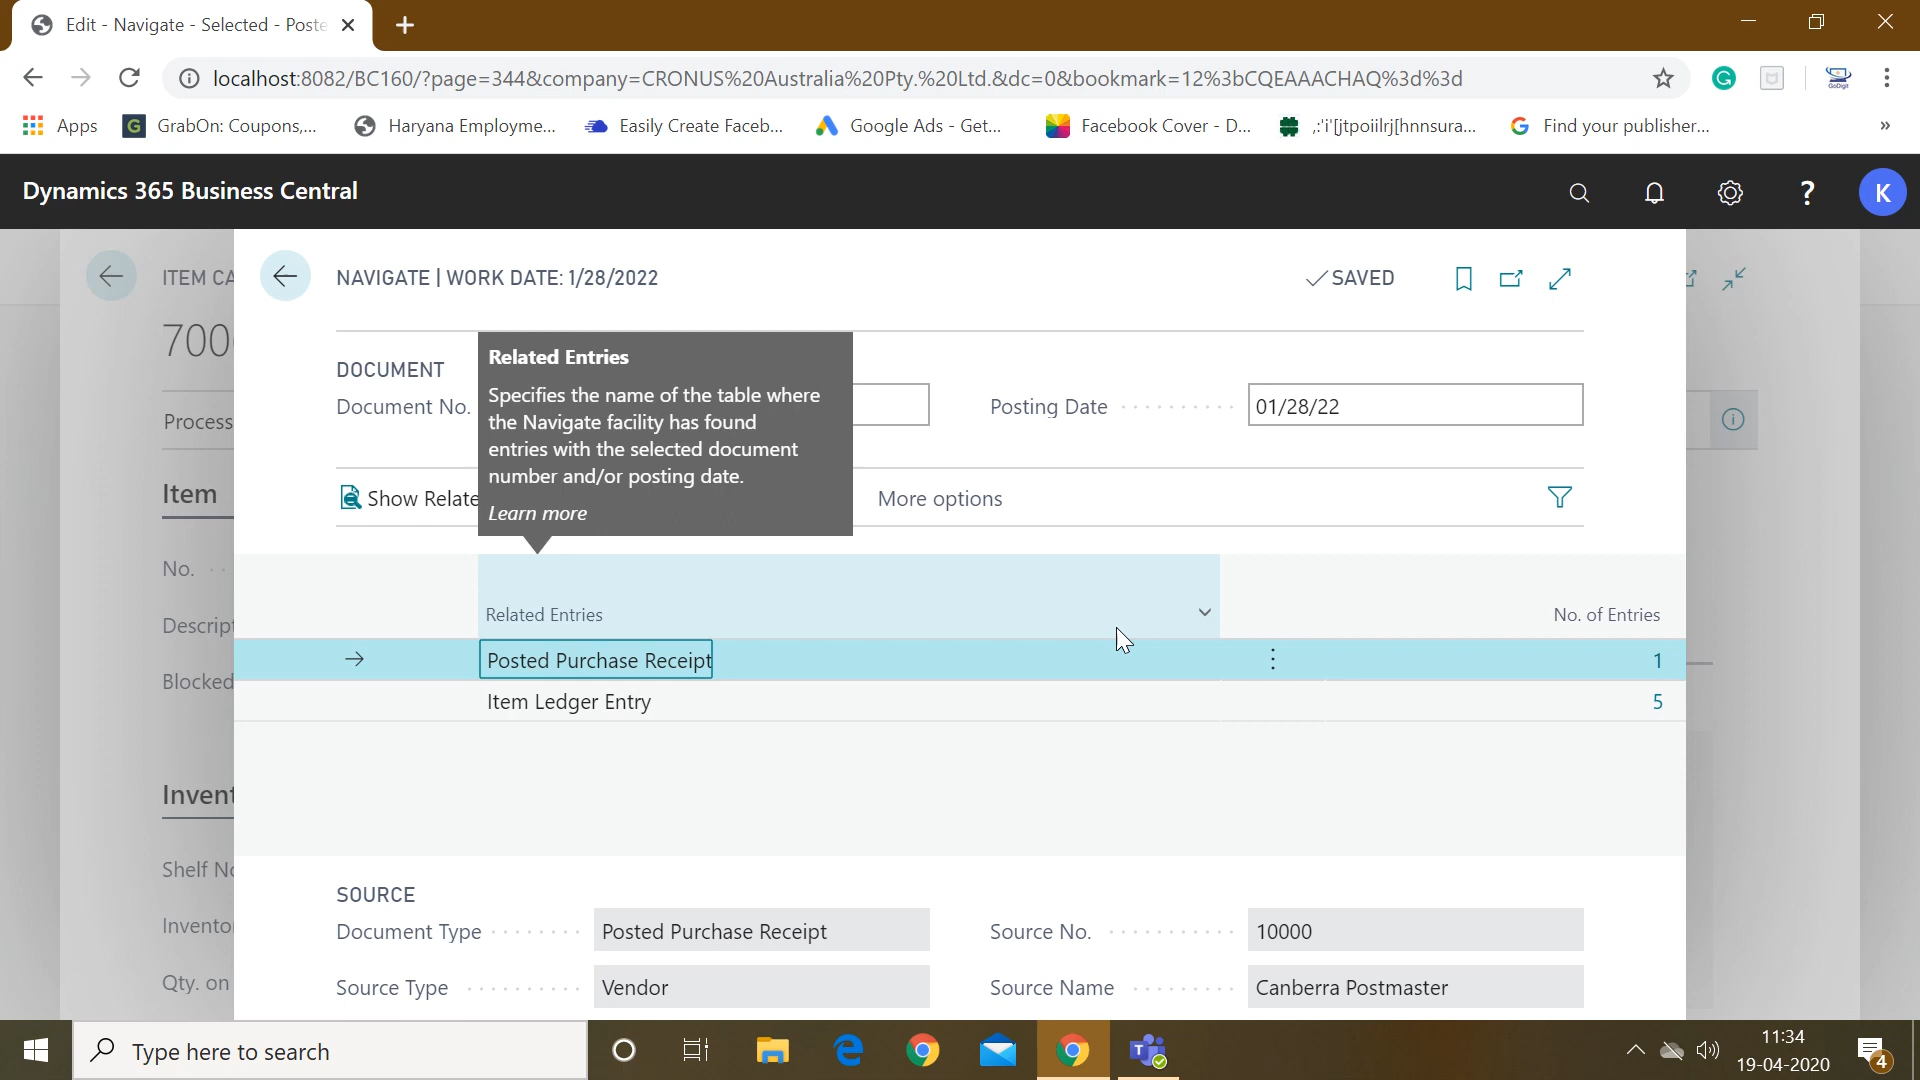 Edit - Navigate - Selected - Poste
localhost:8082/BC160/?page=344&company=CRONUS%20Australia%20Pty.%20Ltd.&dc=0&bookmark=12%3bCQEAAACHAQ%3d%3d
Apps GrabOn: Coupons,... Haryana Employme... Easily Create Faceb... Google Ads - Get... Facebook Cover - D... ,:'i'[jtpoiilrj[hnnsura... Find your publisher... »
Dynamics 365 Business Central
K
ITEM CA
NAVIGATE | WORK DATE: 1/28/2022
SAVED
700
DOCUMENT
Document No.
Posting Date
01/28/22
Related Entries
Specifies the name of the table where
the Navigate facility has found
entries with the selected document
number and/or posting date.
Learn more
Process
Show Relate
More options
Item
No.
Descript
Blocked
Related Entries
No. of Entries
Posted Purchase Receipt 1
Item Ledger Entry 5
Invent
Shelf No
Inventor
Qty. on
SOURCE
Document Type Posted Purchase Receipt
Source No. 10000
Source Type Vendor
Source Name Canberra Postmaster
Type here to search
11:34
19-04-2020
4